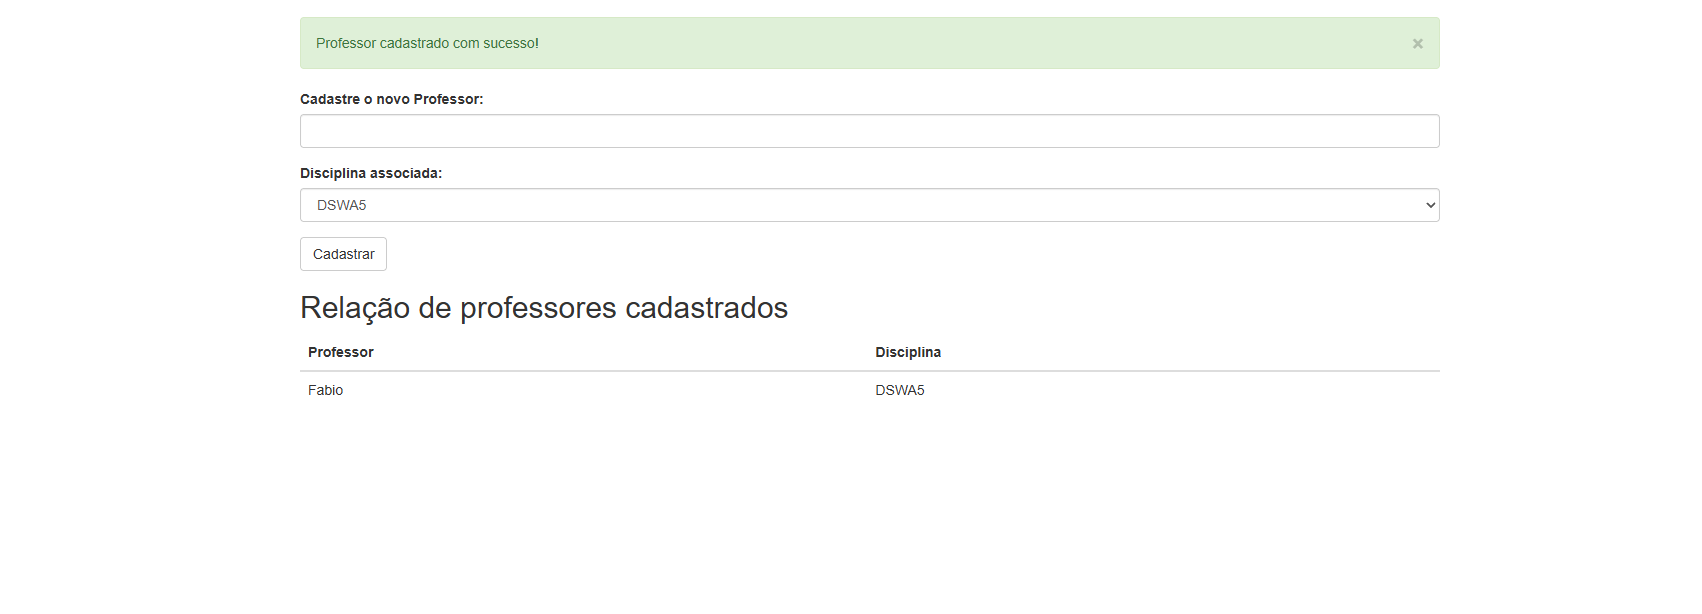 Professor cadastrado com sucesso! ×
Cadastre o novo Professor:
Disciplina associada:
DSWA5
Cadastrar
Relação de professores cadastrados
Professor Disciplina
Fabio DSWA5